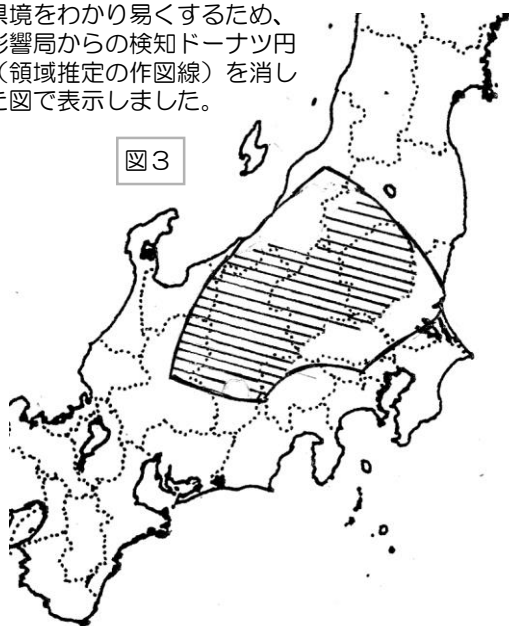 県境をわかり易くするため、
影響局からの検知ドーナツ円
（領域推定の作図線）を消し
た図で表示しました。
図３